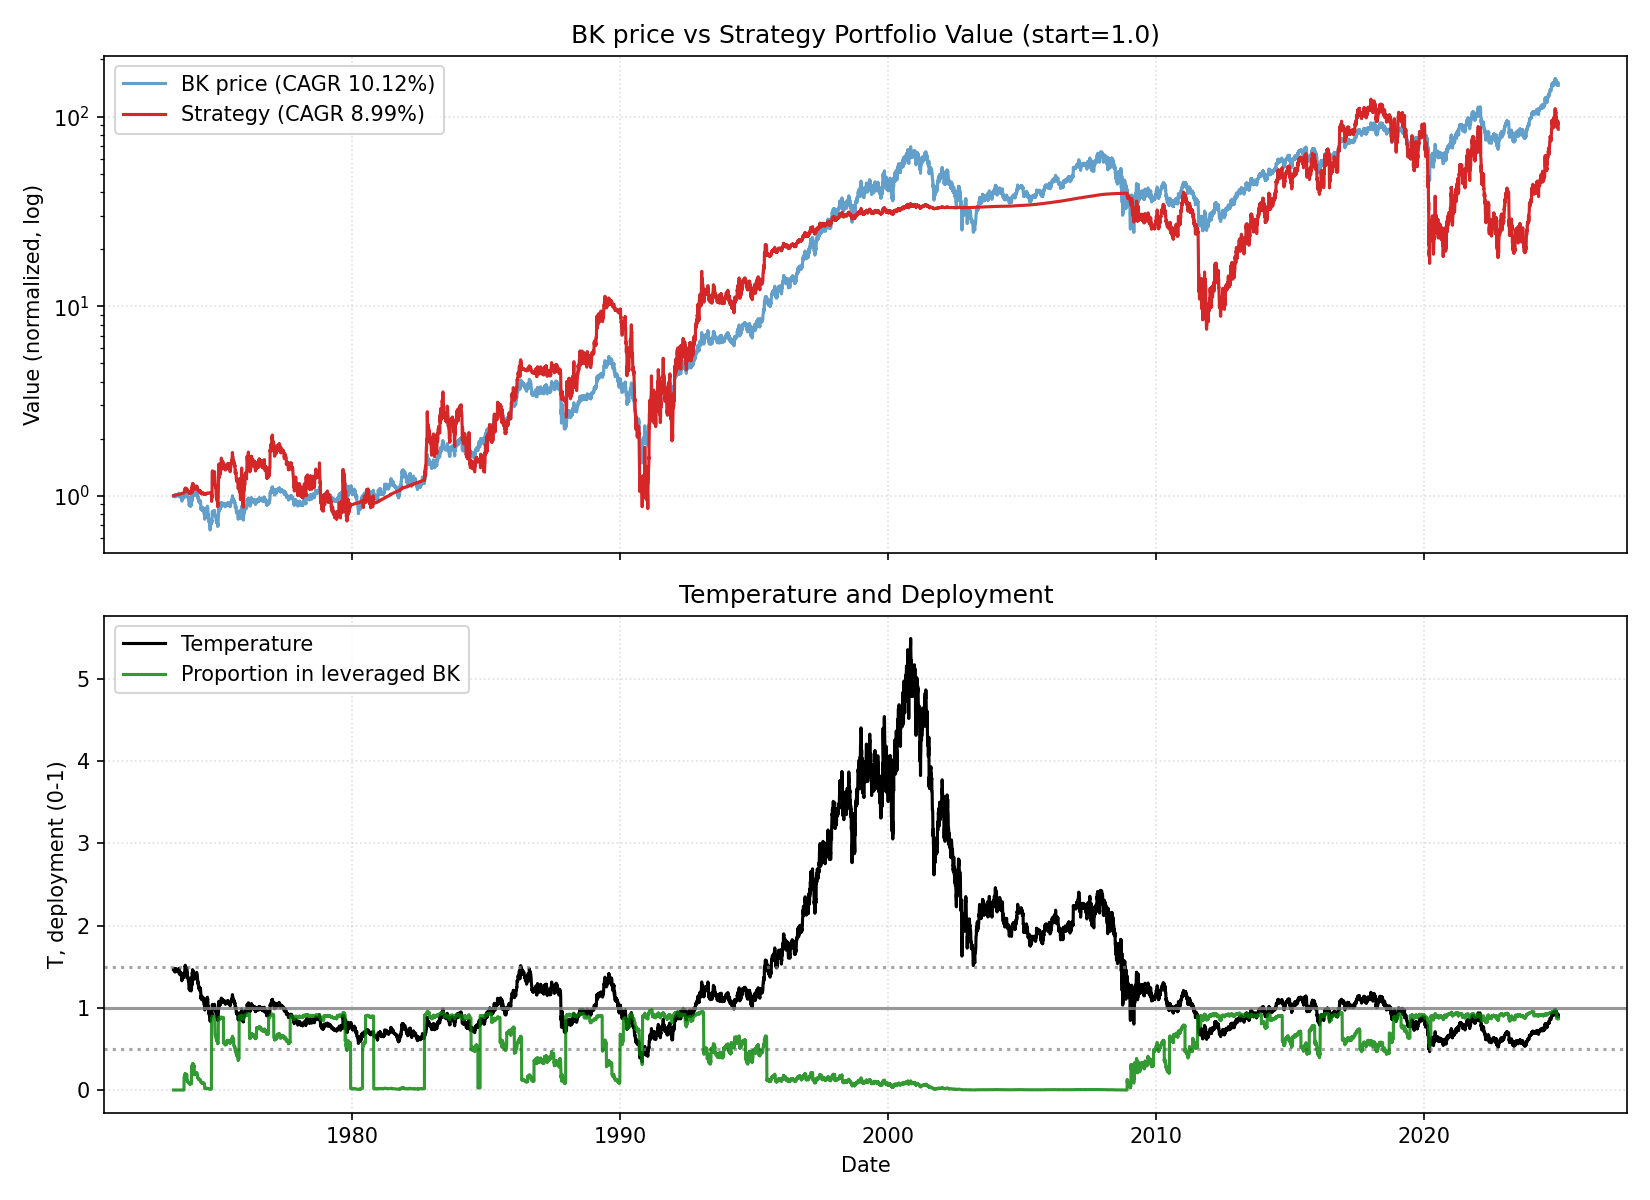 BK price vs Strategy Portfolio Value (start=1.0)
BK price (CAGR 10.12%)
Strategy (CAGR 8.99%)
Value (normalized, log)
10²
10¹
10⁰
Temperature and Deployment
Temperature
Proportion in leveraged BK
T, deployment (0-1)
5
4
3
2
1
0
1980 1990 2000 2010 2020
Date